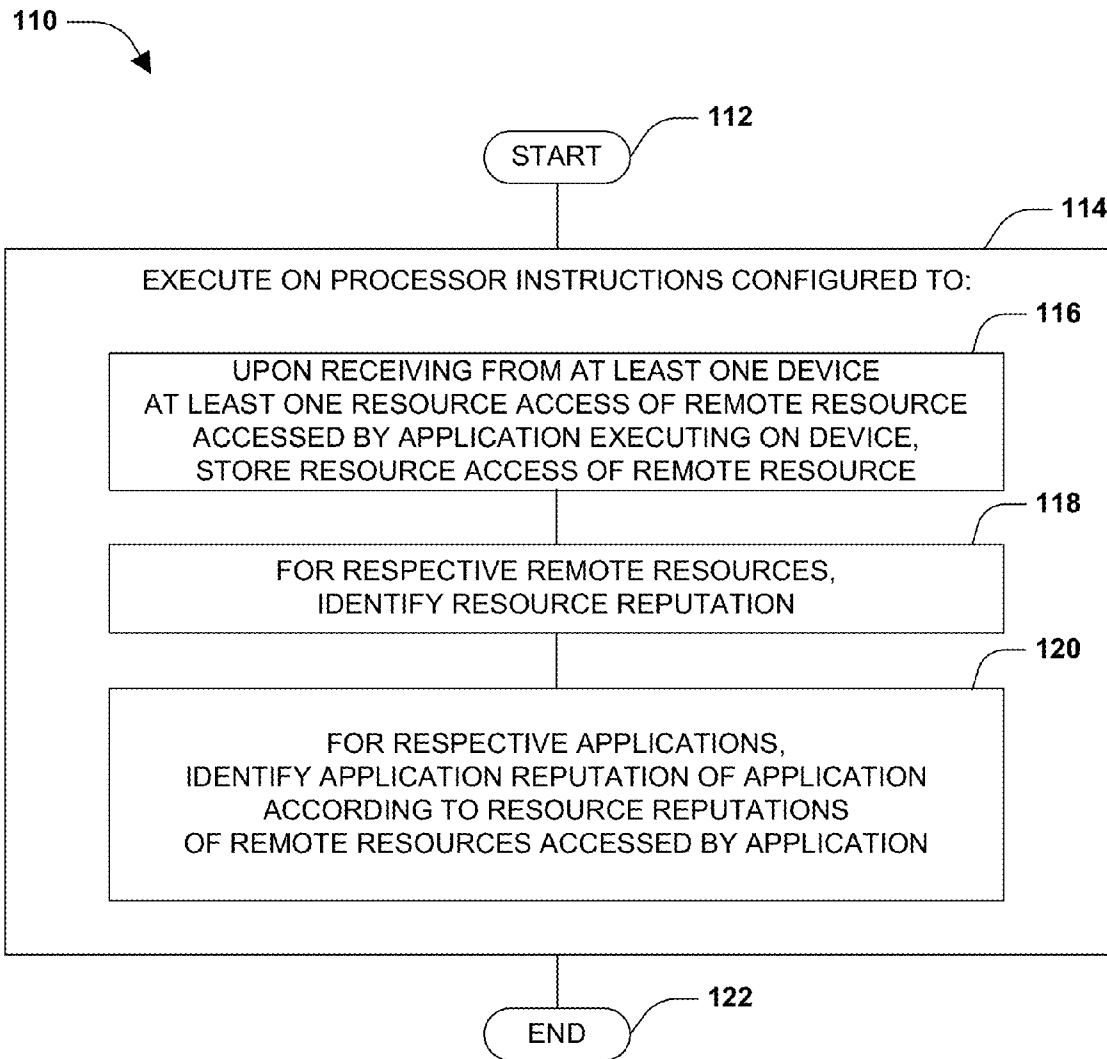 110
112
START
114
EXECUTE ON PROCESSOR INSTRUCTIONS CONFIGURED TO:
116
UPON RECEIVING FROM AT LEAST ONE DEVICE
AT LEAST ONE RESOURCE ACCESS OF REMOTE RESOURCE
ACCESSED BY APPLICATION EXECUTING ON DEVICE,
STORE RESOURCE ACCESS OF REMOTE RESOURCE
118
FOR RESPECTIVE REMOTE RESOURCES,
IDENTIFY RESOURCE REPUTATION
120
FOR RESPECTIVE APPLICATIONS,
IDENTIFY APPLICATION REPUTATION OF APPLICATION
ACCORDING TO RESOURCE REPUTATIONS
OF REMOTE RESOURCES ACCESSED BY APPLICATION
122
END